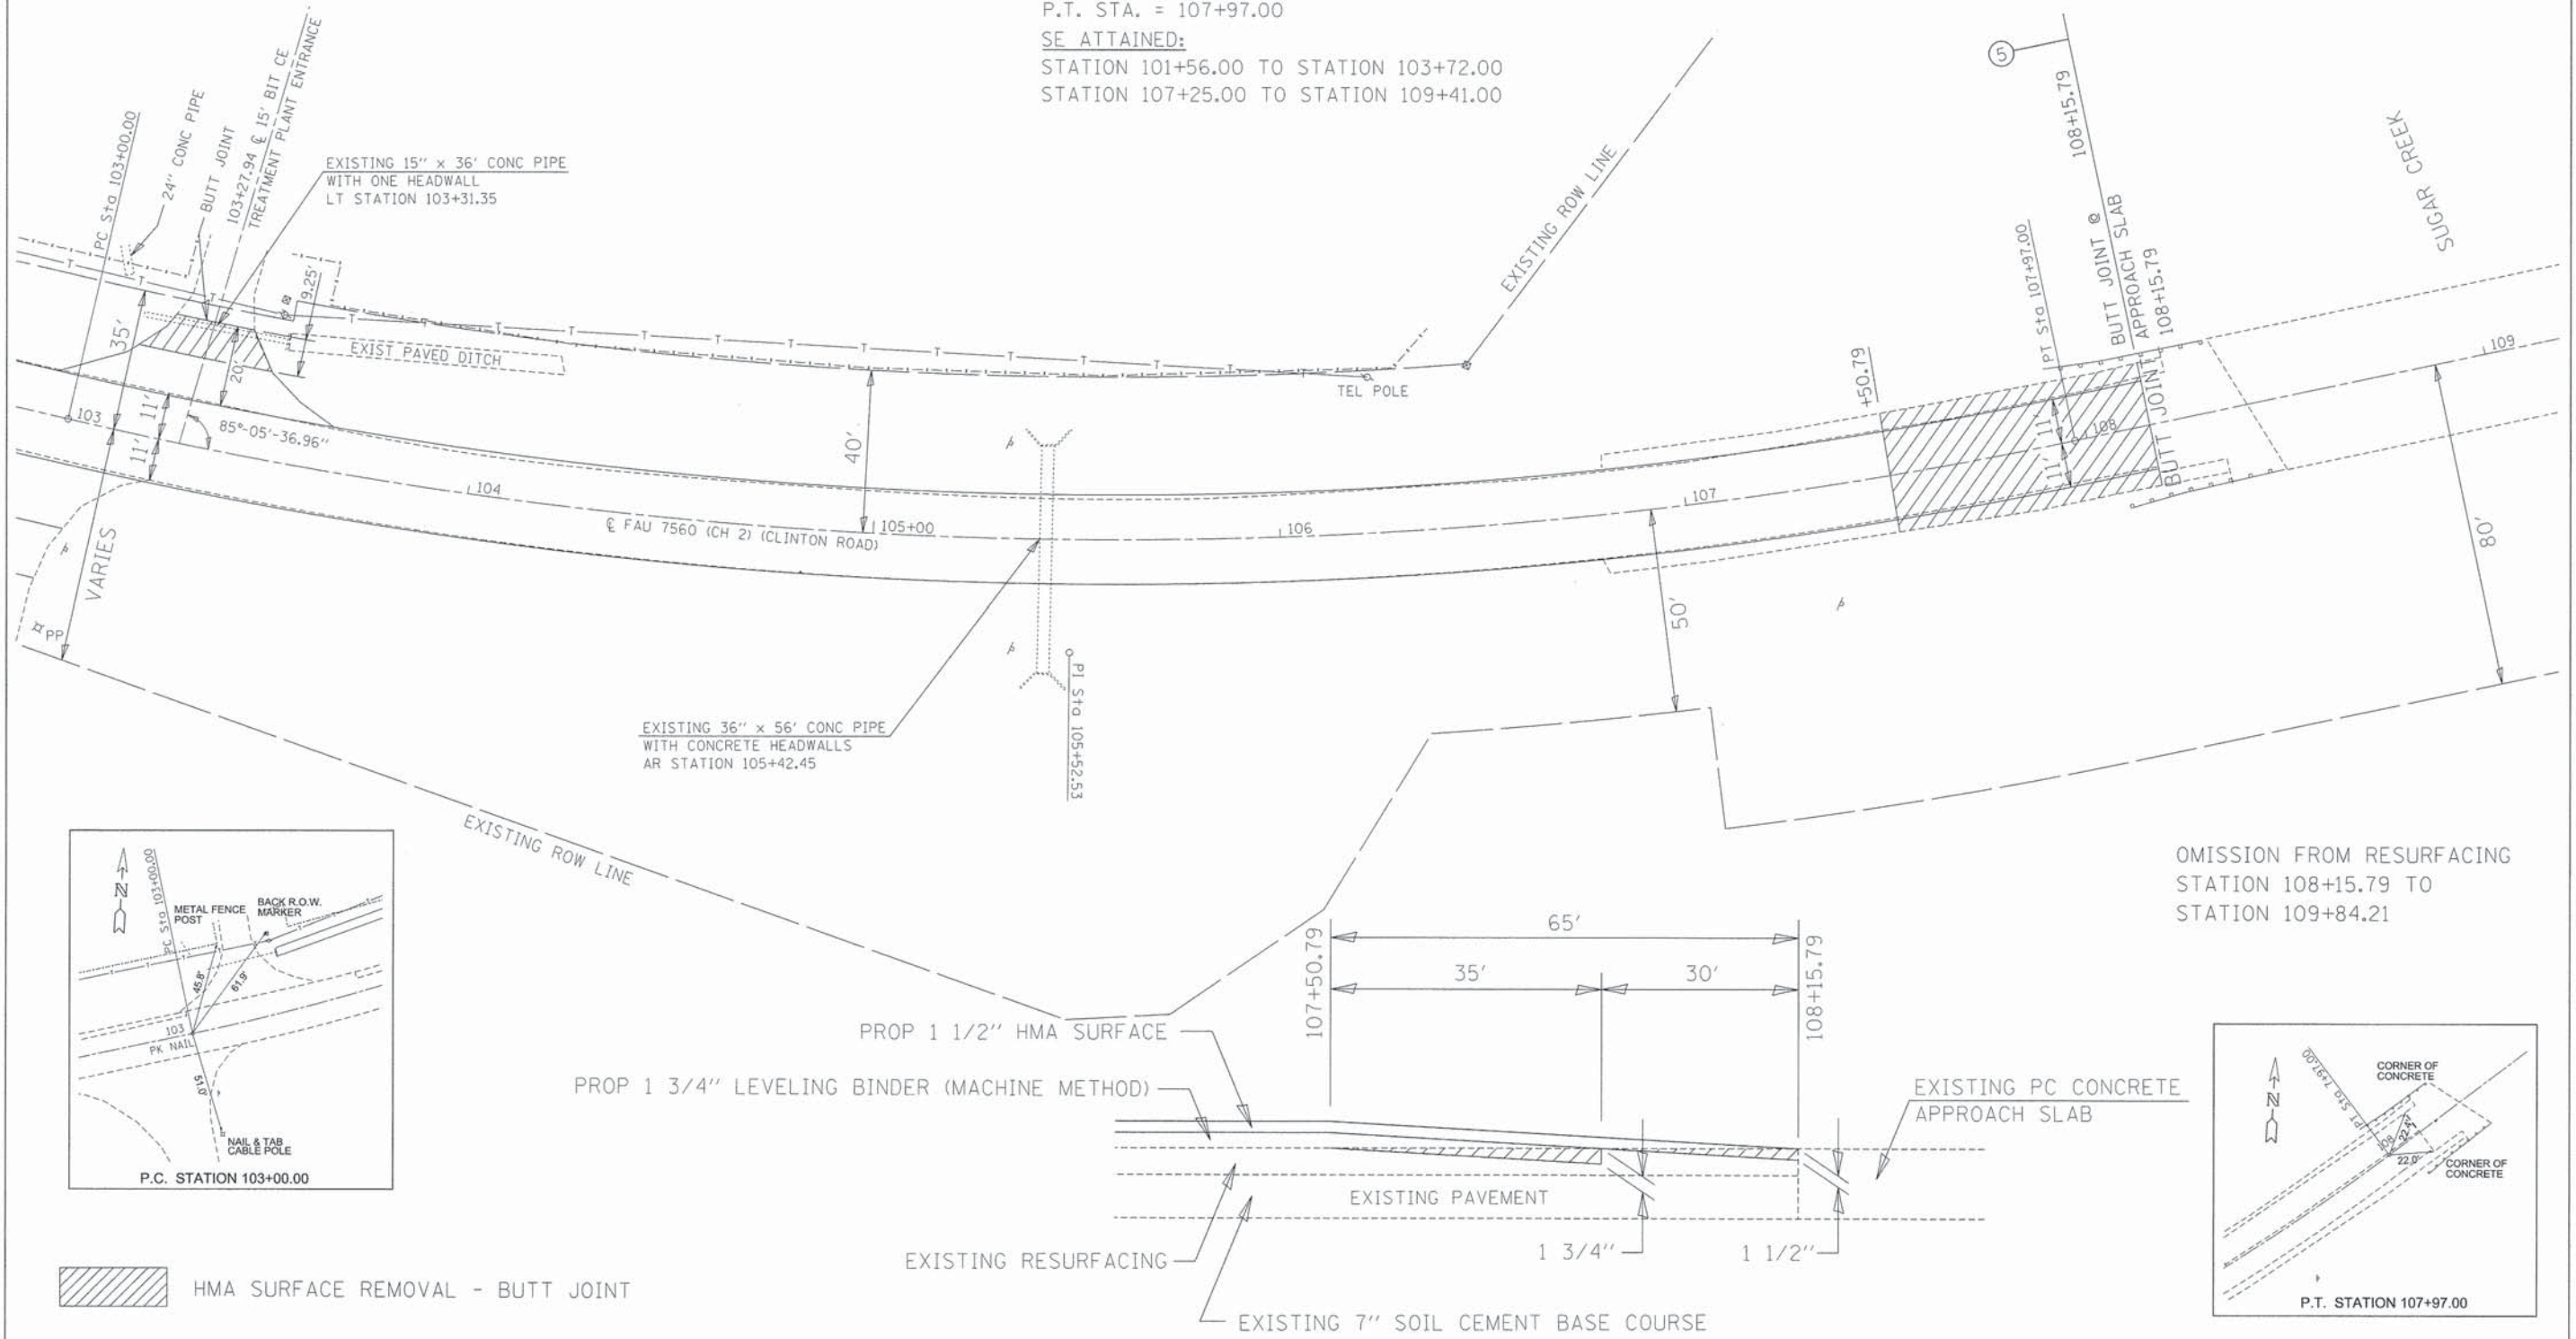 P.T. STA. = 107+97.00
SE ATTAINED:
STATION 101+56.00 TO STATION 103+72.00
STATION 107+25.00 TO STATION 109+41.00
PC Sta 103+00.00
24" CONC PIPE
BUTT JOINT
103+27.94 ℄ 15' BIT CE
TREATMENT PLANT ENTRANCE
EXISTING 15" x 36' CONC PIPE
WITH ONE HEADWALL
LT STATION 103+31.35
9.25'
35'
20'
11'
11'
EXIST PAVED DITCH
103
85°-05'-36.96"
VARIES
PP
104
℄ FAU 7560 (CH 2) (CLINTON ROAD)
40'
105+00
106
107
TEL POLE
EXISTING ROW LINE
5
108+15.79
BUTT JOINT @
APPROACH SLAB
108+15.79
PT Sta 107+97.00
+50.79
SUGAR CREEK
11'
11'
108
BUTT JOINT
109
50'
80'
EXISTING 36" x 56' CONC PIPE
WITH CONCRETE HEADWALLS
AR STATION 105+42.45
PI Sta 105+52.53
EXISTING ROW LINE
OMISSION FROM RESURFACING
STATION 108+15.79 TO
STATION 109+84.21
N
PC Sta 103+00.00
METAL FENCE
POST
BACK R.O.W.
MARKER
45.8'
61.9'
103
PK NAIL
51.0'
NAIL & TAB
CABLE POLE
P.C. STATION 103+00.00
65'
35'
30'
107+50.79
108+15.79
PROP 1 1/2" HMA SURFACE
PROP 1 3/4" LEVELING BINDER (MACHINE METHOD)
EXISTING PC CONCRETE
APPROACH SLAB
EXISTING PAVEMENT
1 3/4"
1 1/2"
EXISTING RESURFACING
EXISTING 7" SOIL CEMENT BASE COURSE
HMA SURFACE REMOVAL - BUTT JOINT
N
PT Sta 7+97.00
CORNER OF
CONCRETE
108
22.4'
22.0'
CORNER OF
CONCRETE
P.T. STATION 107+97.00